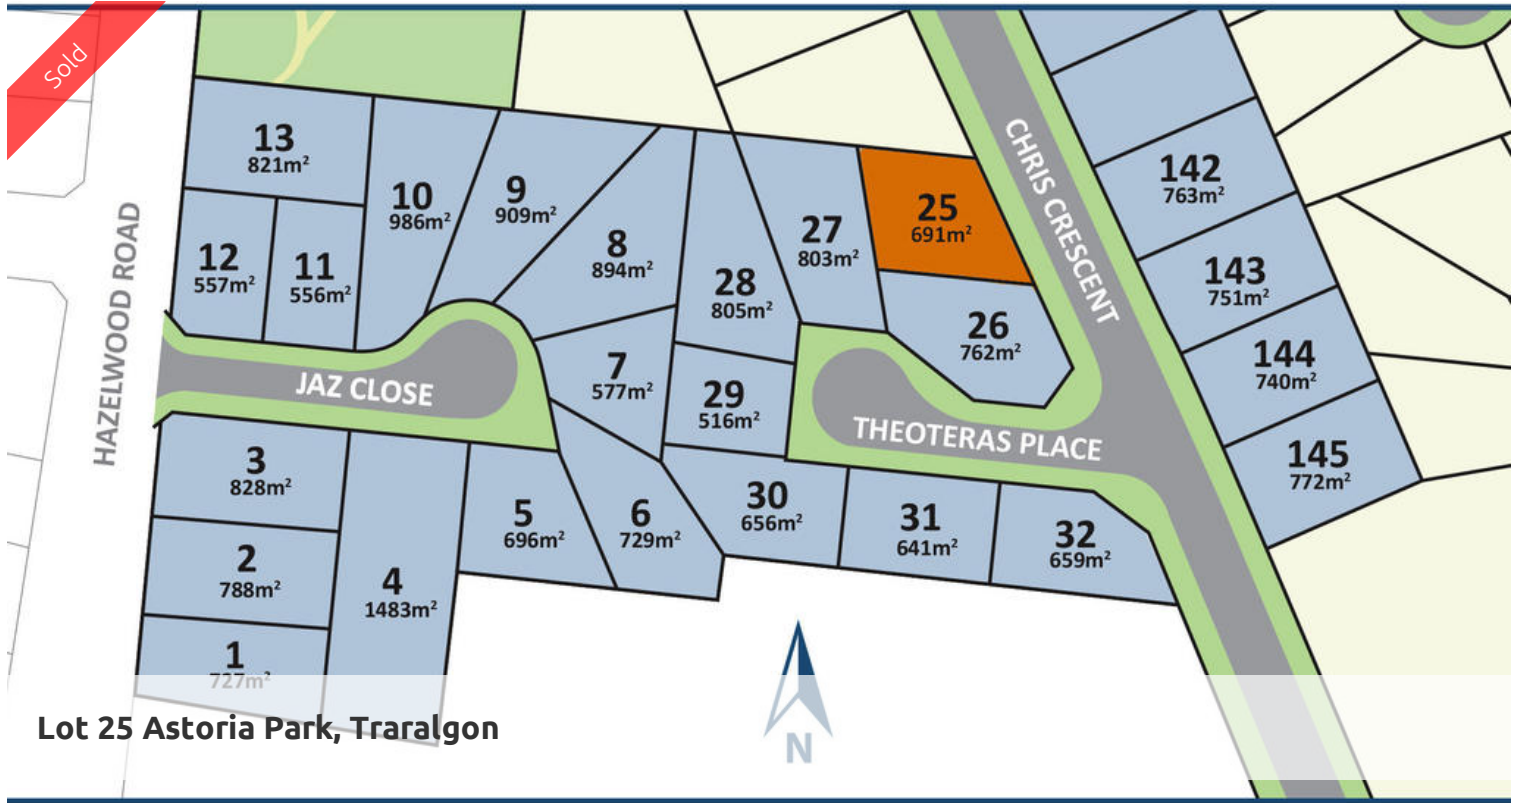 Sold
HAZELWOOD ROAD
13
821m²
12
557m²
11
556m²
10
986m²
9
909m²
8
894m²
7
577m²
28
805m²
29
516m²
27
803m²
25
691m²
26
762m²
CHRIS CRESCENT
142
763m²
143
751m²
144
740m²
145
772m²
JAZ CLOSE
THEOTERAS PLACE
3
828m²
2
788m²
1
727m²
4
1483m²
5
696m²
6
729m²
30
656m²
31
641m²
32
659m²
N
Lot 25 Astoria Park, Traralgon